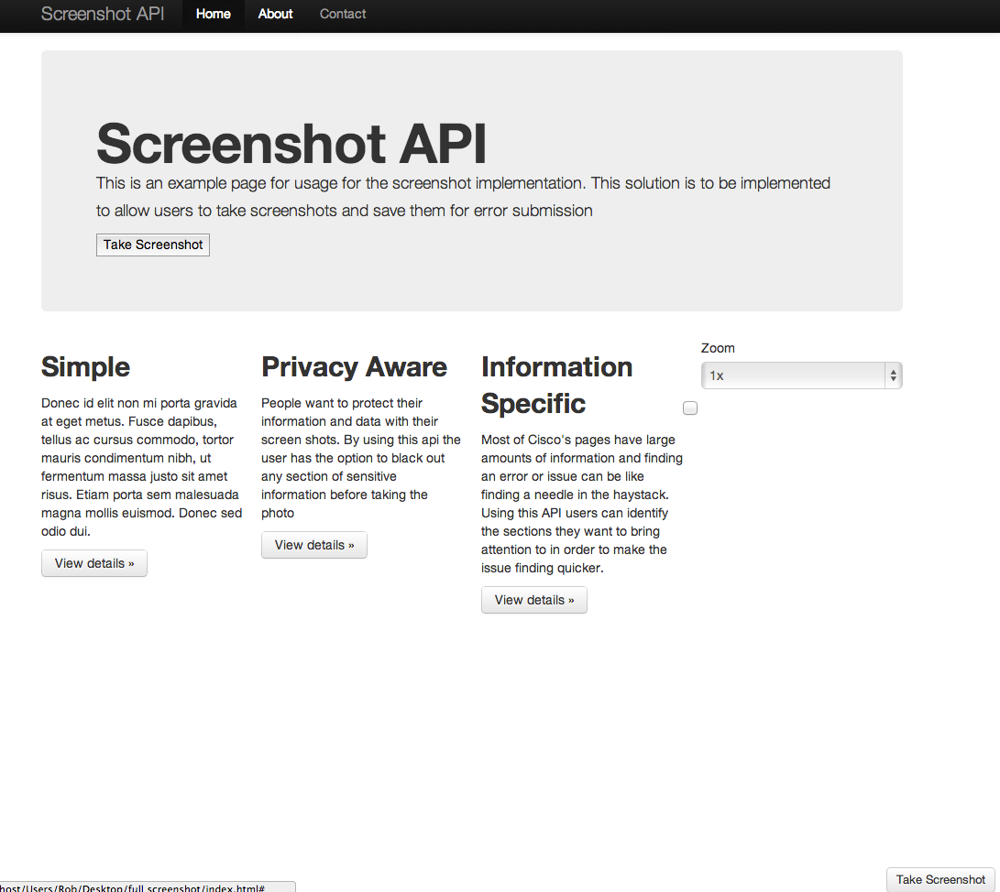 Screenshot API Home About Contact
Screenshot API
This is an example page for usage for the screenshot implementation. This solution is to be implemented
to allow users to take screenshots and save them for error submission
Take Screenshot
Simple
Donec id elit non mi porta gravida
at eget metus. Fusce dapibus,
tellus ac cursus commodo, tortor
mauris condimentum nibh, ut
fermentum massa justo sit amet
risus. Etiam porta sem malesuada
magna mollis euismod. Donec sed
odio dui.
View details »
Privacy Aware
People want to protect their
information and data with their
screen shots. By using this api the
user has the option to black out
any section of sensitive
information before taking the
photo
View details »
Information
Specific
Most of Cisco's pages have large
amounts of information and finding
an error or issue can be like
finding a needle in the haystack.
Using this API users can identify
the sections they want to bring
attention to in order to make the
issue finding quicker.
View details »
Zoom
1x
host/Users/Rob/Desktop/full screenshot/index.html#
Take Screenshot